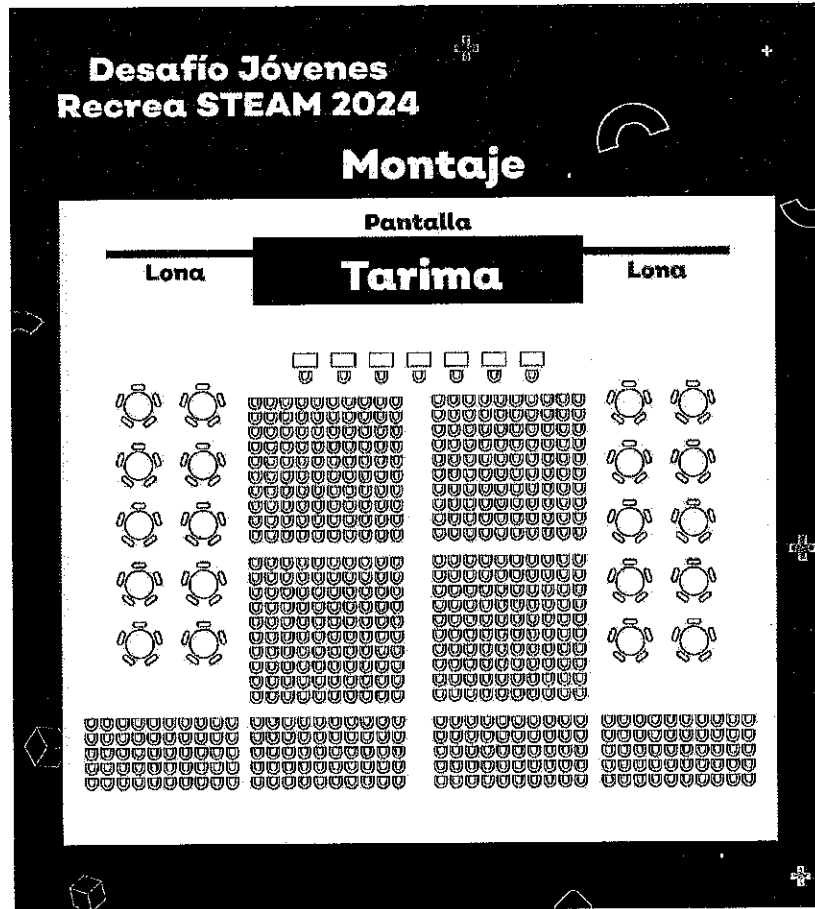 Desafío Jóvenes
Recrea STEAM 2024
Montaje
Pantalla
Lona
Tarima
Lona